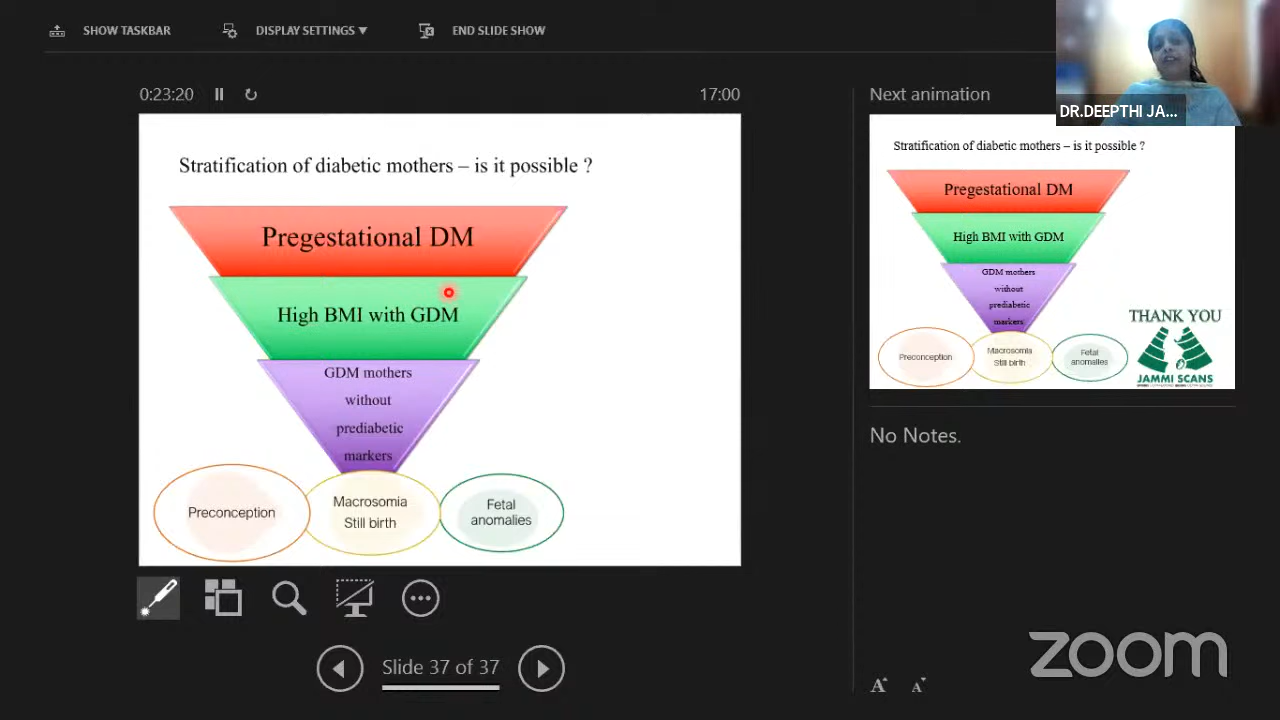 SHOW TASKBAR
DISPLAY SETTINGS
END SLIDE SHOW
0:23:20
17:00
Stratification of diabetic mothers – is it possible ?
Pregestational DM
High BMI with GDM
GDM mothers
without
prediabetic
markers
Preconception
Macrosomia
Still birth
Fetal
anomalies
Slide 37 of 37
Next animation
DR.DEEPTHI JA...
Stratification of diabetic mothers – is it possible ?
Pregestational DM
High BMI with GDM
GDM mothers
without
prediabetic
markers
Preconception
Macrosomia
Still birth
Fetal
anomalies
THANK YOU
JAMMI SCANS
No Notes.
A A
zoom